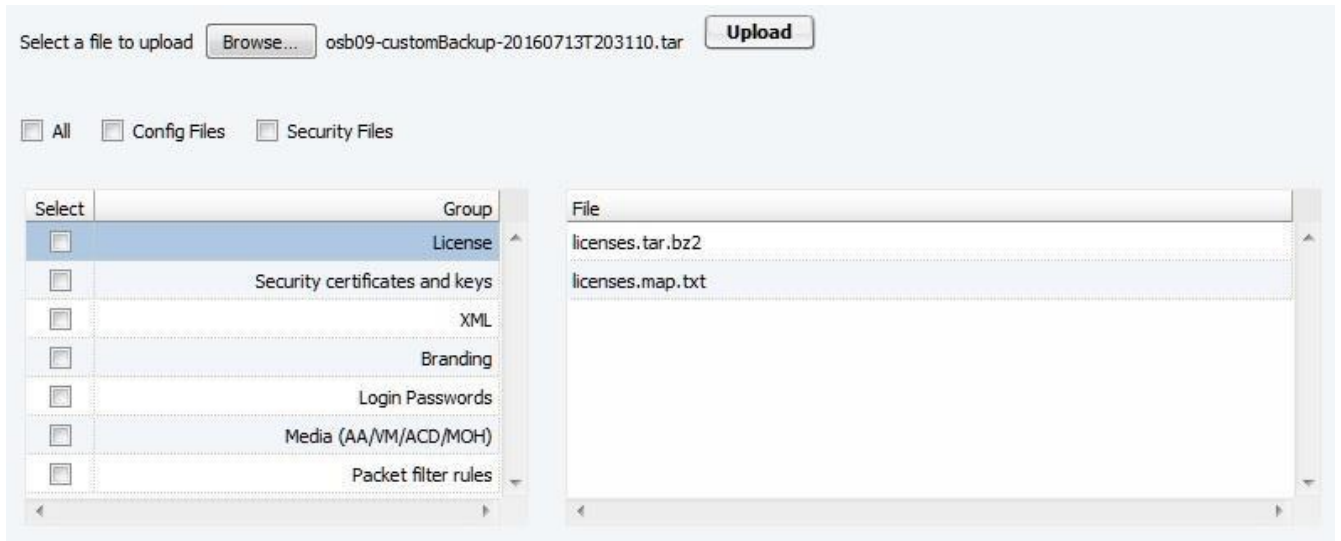 Select a file to upload Browse... osb09-customBackup-20160713T203110.tar Upload
All Config Files Security Files
Select Group
License
Security certificates and keys
XML
Branding
Login Passwords
Media (AA/VM/ACD/MOH)
Packet filter rules
File
licenses.tar.bz2
licenses.map.txt